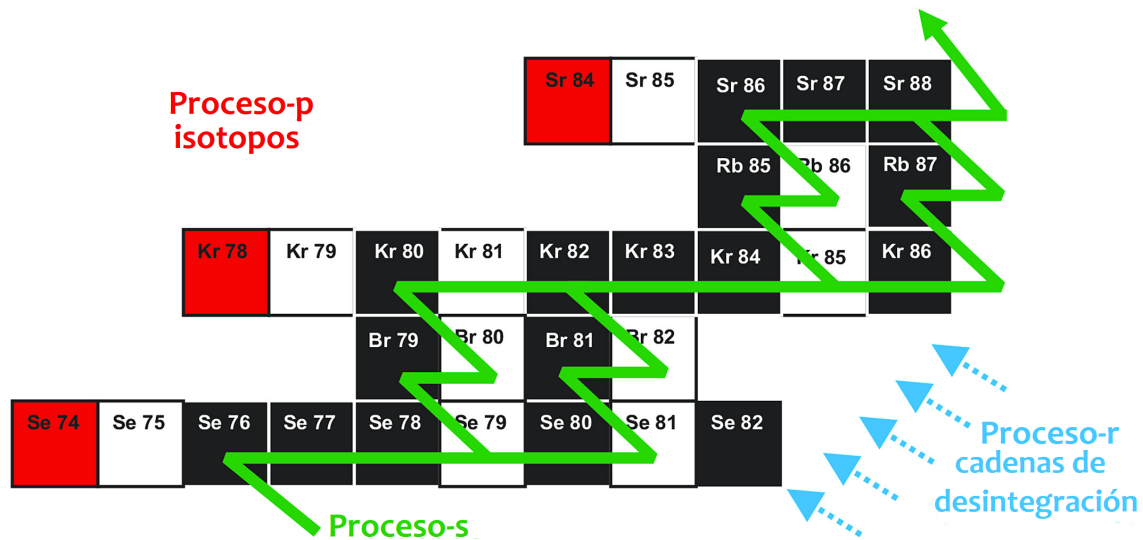 Sr 84 Sr 85 Sr 86 Sr 87 Sr 88
Proceso-p
isotopos
Rb 85 Rb 86 Rb 87
Kr 78 Kr 79 Kr 80 Kr 81 Kr 82 Kr 83 Kr 84 Kr 85 Kr 86
Br 79 Br 80 Br 81 Br 82
Se 74 Se 75 Se 76 Se 77 Se 78 Se 79 Se 80 Se 81 Se 82
Proceso-r
cadenas de
desintegración
Proceso-s